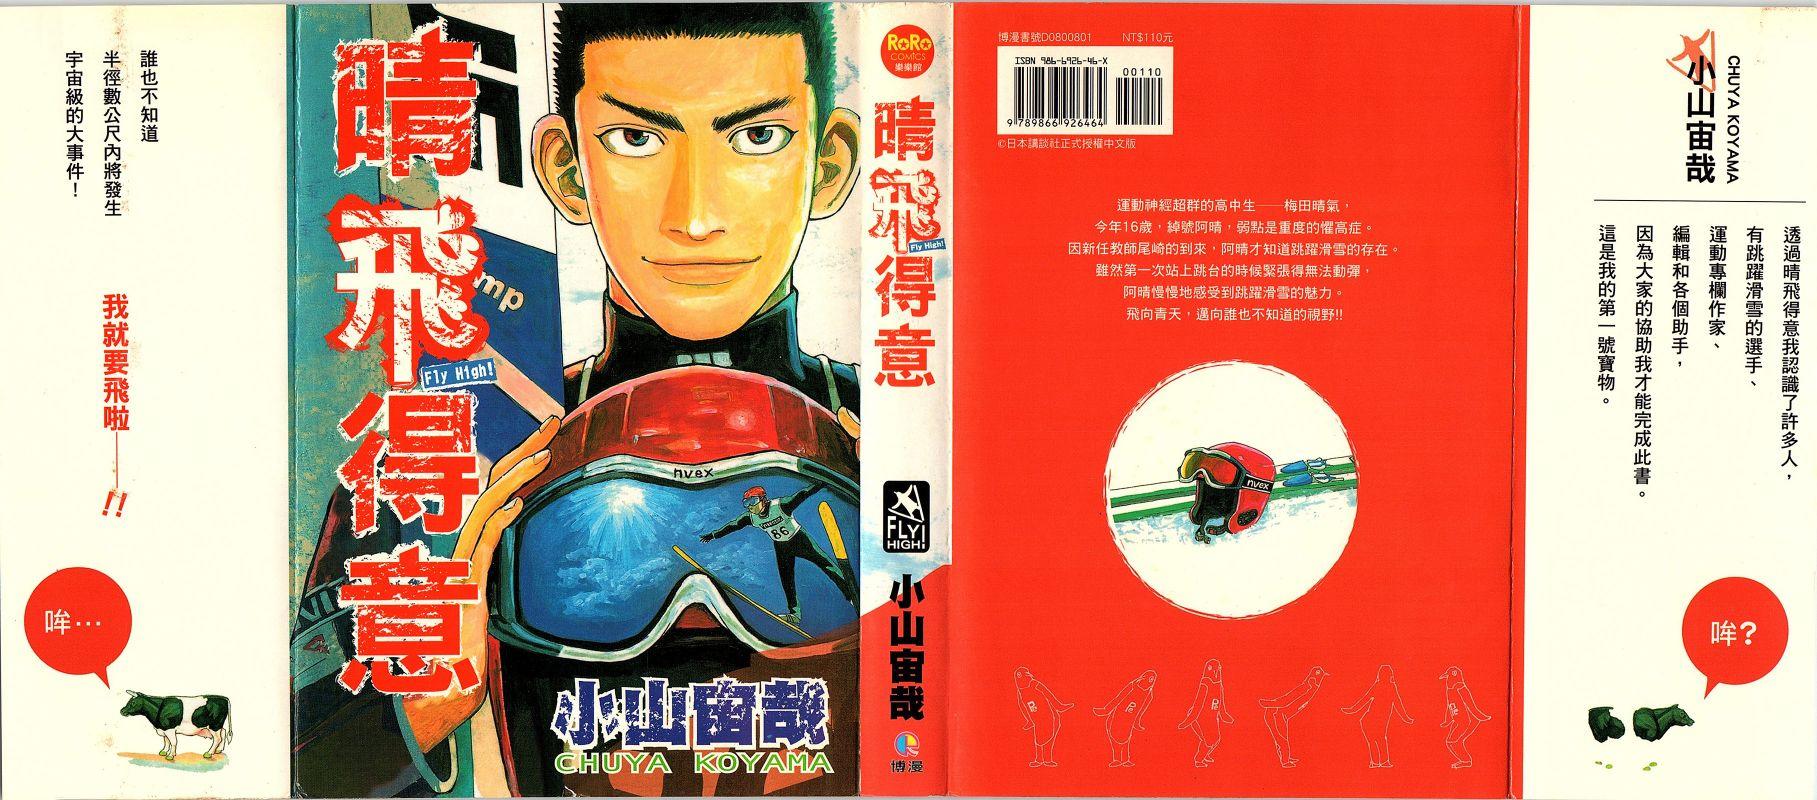 誰也不知道
半徑數公尺內將發生
宇宙級的大事件！
我就要飛啦——!!
哞…
晴飛得意
Fly High!
mp
nvex
86
小山宙哉
CHUYA KOYAMA
RoRo
COMICS
樂樂館
晴飛得意
Fly High!
FLY
HIGH!
小山宙哉
博漫
博漫書號D0800801 NT$110元
ISBN 986-6926-46-X
00110
9 789866 926464
©日本講談社正式授權中文版
運動神經超群的高中生——梅田晴氣，
今年16歲，綽號阿晴，弱點是重度的懼高症。
因新任教師尾崎的到來，阿晴才知道跳躍滑雪的存在。
雖然第一次站上跳台的時候緊張得無法動彈，
阿晴慢慢地感受到跳躍滑雪的魅力。
飛向青天，邁向誰也不知道的視野!!
nvex
CHUYA KOYAMA
小山宙哉
透過晴飛得意我認識了許多人，
有跳躍滑雪的選手、
運動專欄作家、
編輯和各個助手，
因為大家的協助我才能完成此書。
這是我的第一號寶物。
哞?